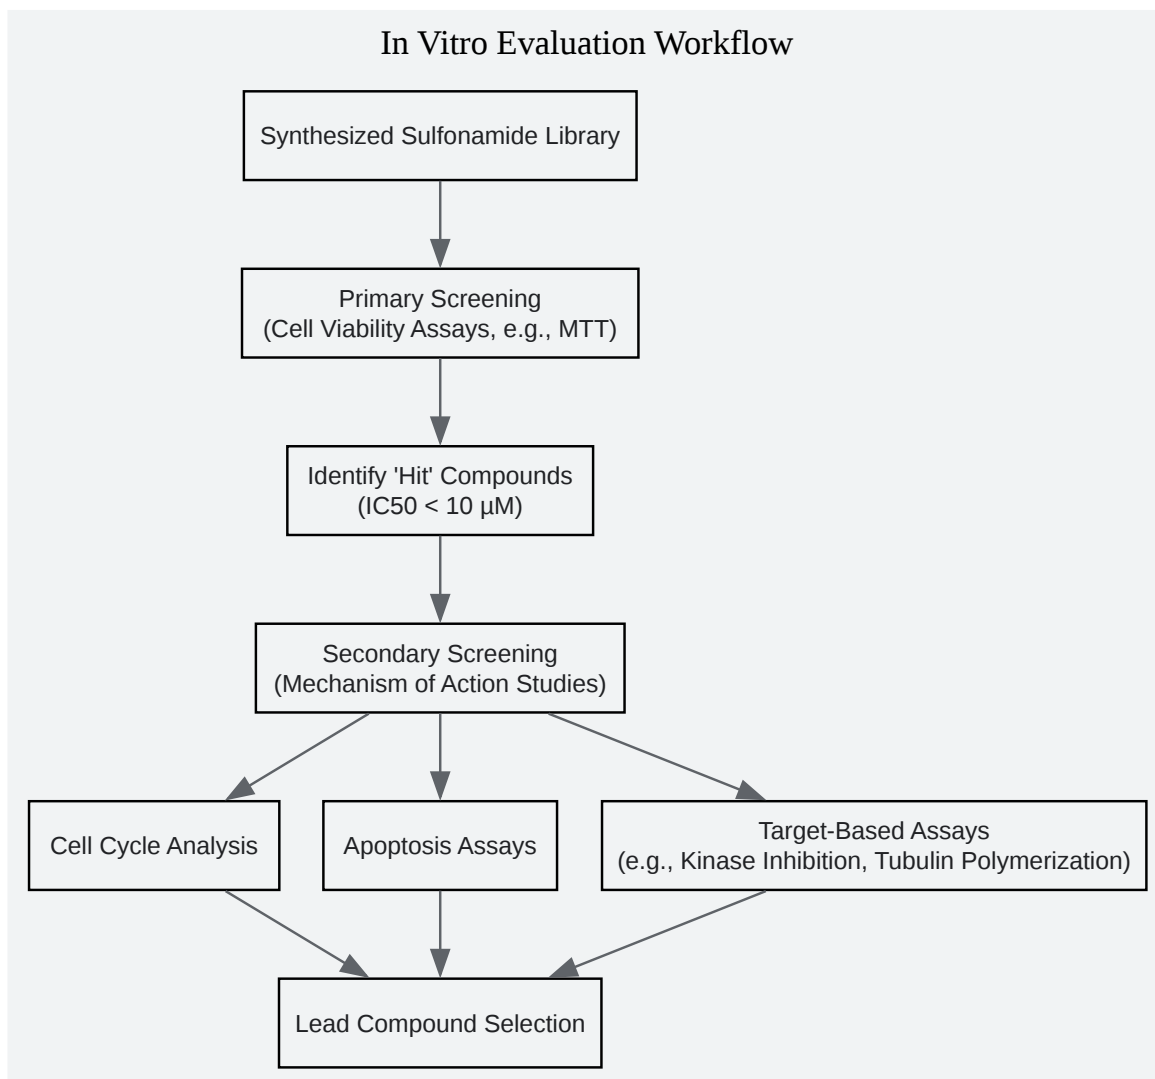 In Vitro Evaluation Workflow
Synthesized Sulfonamide Library
Primary Screening
(Cell Viability Assays, e.g., MTT)
Identify 'Hit' Compounds
(IC50 < 10 µM)
Secondary Screening
(Mechanism of Action Studies)
Cell Cycle Analysis
Apoptosis Assays
Target-Based Assays
(e.g., Kinase Inhibition, Tubulin Polymerization)
Lead Compound Selection